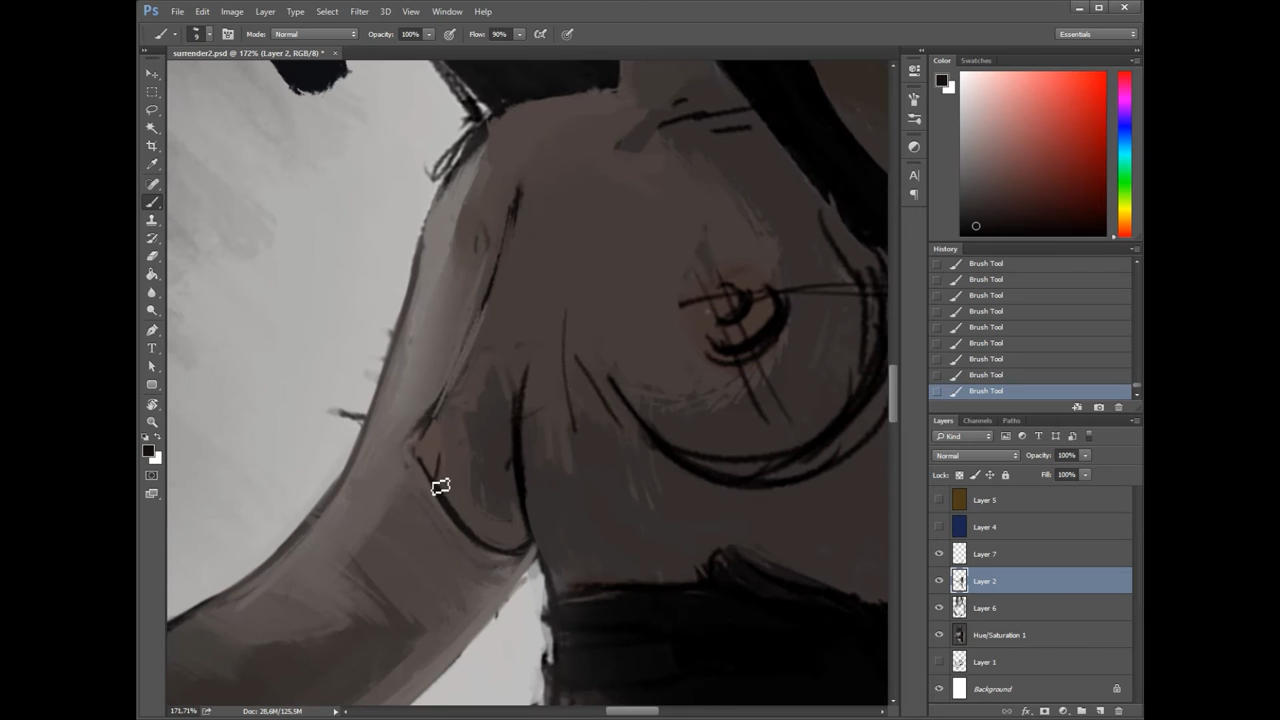 Ps File Edit Image Layer Type Select Filter 3D View Window Help
9 Mode: Normal Opacity: 100% Flow: 90% Essentials
surrender2.psd @ 172% (Layer 2, RGB/8) * ×
Color Swatches
History
Brush Tool
Brush Tool
Brush Tool
Brush Tool
Brush Tool
Brush Tool
Brush Tool
Brush Tool
Brush Tool
Layers Channels Paths
Kind
Normal Opacity: 100%
Lock: Fill: 100%
Layer 5
Layer 4
Layer 7
Layer 2
Layer 6
Hue/Saturation 1
Layer 1
Background
171,71% Doc: 28,6M/125,5M